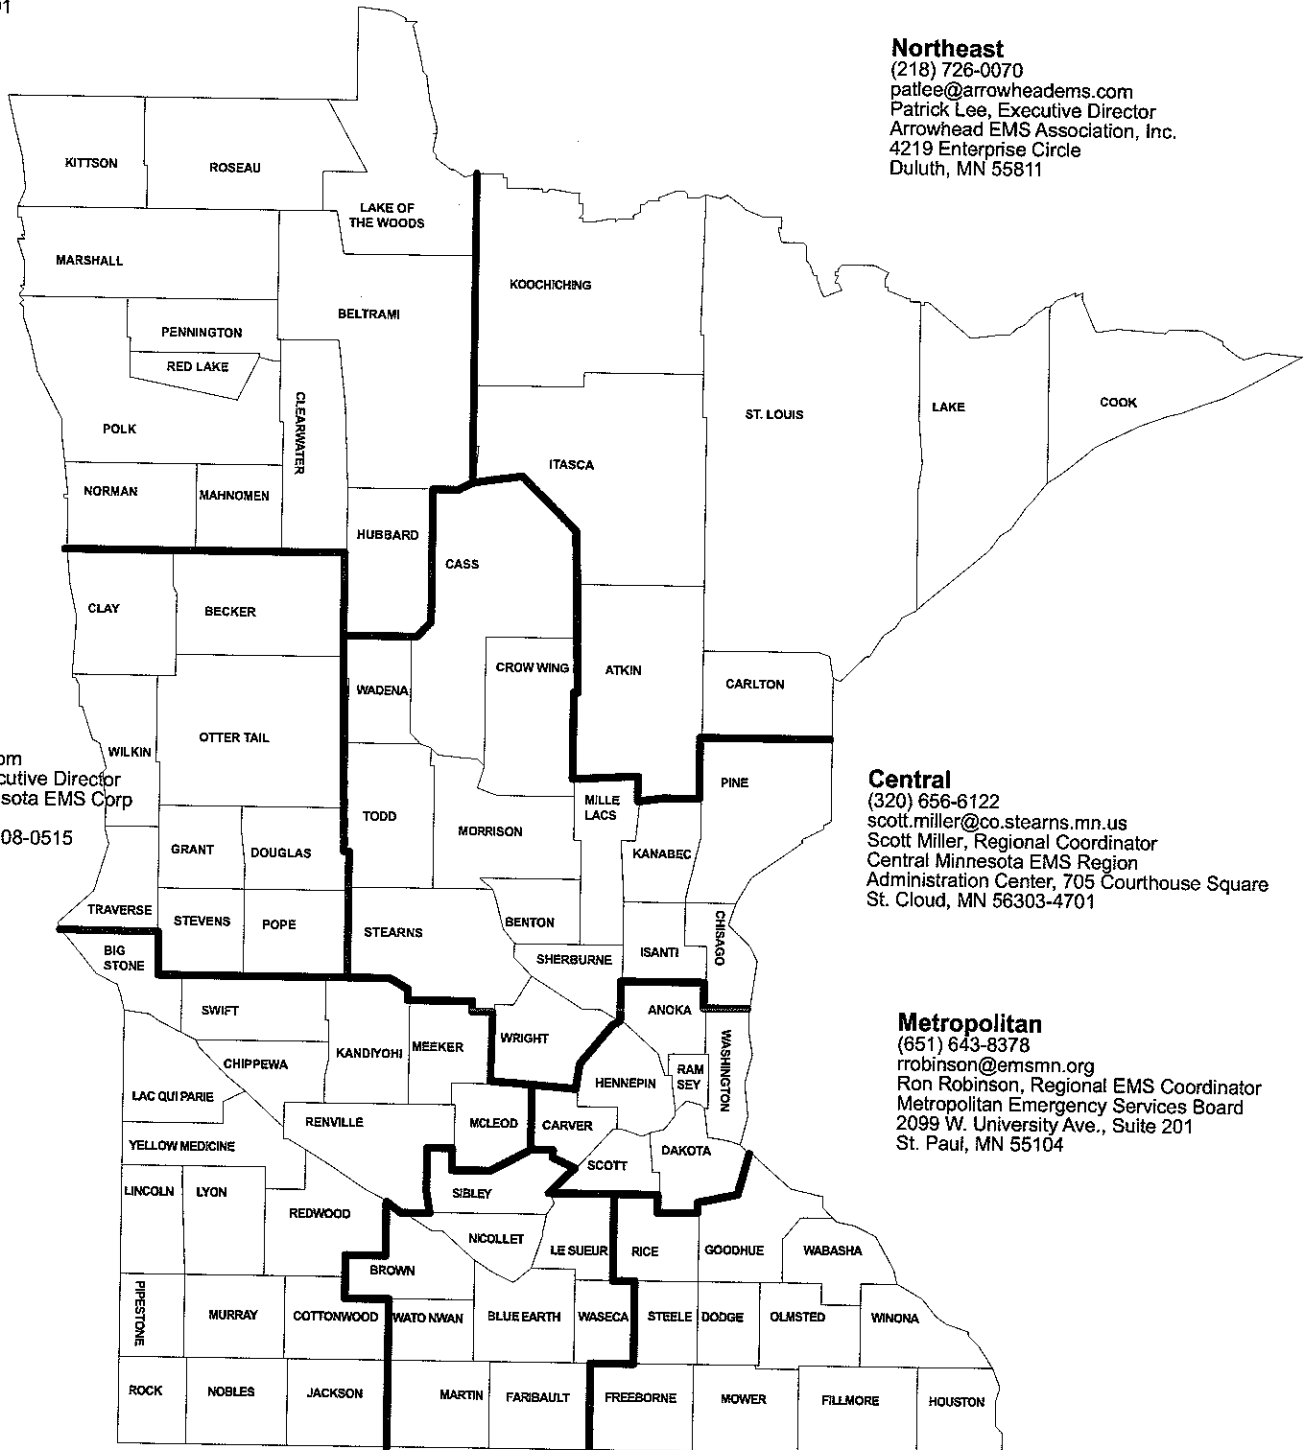 01
Northeast
(218) 726-0070
patlee@arrowheadems.com
Patrick Lee, Executive Director
Arrowhead EMS Association, Inc.
4219 Enterprise Circle
Duluth, MN 55811
KITTSON
ROSEAU
LAKE OF
THE WOODS
MARSHALL
KOOCHICHING
BELTRAMI
PENNINGTON
RED LAKE
CLEARWATER
ST. LOUIS
LAKE
COOK
POLK
ITASCA
NORMAN
MAHNOMEN
HUBBARD
CASS
CLAY
BECKER
CROW WING
ATKIN
CARLTON
WADENA
OTTER TAIL
WILKIN
om
cutive Director
sota EMS Corp
08-0515
PINE
Central
(320) 656-6122
scott.miller@co.stearns.mn.us
Scott Miller, Regional Coordinator
Central Minnesota EMS Region
Administration Center, 705 Courthouse Square
St. Cloud, MN 56303-4701
TODD
MILLE
LACS
MORRISON
GRANT
DOUGLAS
KANABEC
TRAVERSE
STEVENS
POPE
STEARNS
BENTON
CHISAGO
BIG
STONE
SHERBURNE
ISANTI
SWIFT
ANOKA
WRIGHT
WASHINGTON
Metropolitan
(651) 643-8378
rrobinson@emsmn.org
Ron Robinson, Regional EMS Coordinator
Metropolitan Emergency Services Board
2099 W. University Ave., Suite 201
St. Paul, MN 55104
KANDIYOHI
MEEKER
CHIPPEWA
HENNEPIN
RAM
SEY
LAC QUI PARIE
RENVILLE
MCLEOD
CARVER
YELLOW MEDICINE
DAKOTA
SCOTT
LINCOLN
LYON
SIBLEY
REDWOOD
NICOLLET
LE SUEUR
RICE
GOODHUE
WABASHA
BROWN
PIPESTONE
MURRAY
COTTONWOOD
WATO NWAN
BLUE EARTH
WASECA
STEELE
DODGE
OLMSTED
WINONA
ROCK
NOBLES
JACKSON
MARTIN
FARIBAULT
FREEBORNE
MOWER
FILLMORE
HOUSTON